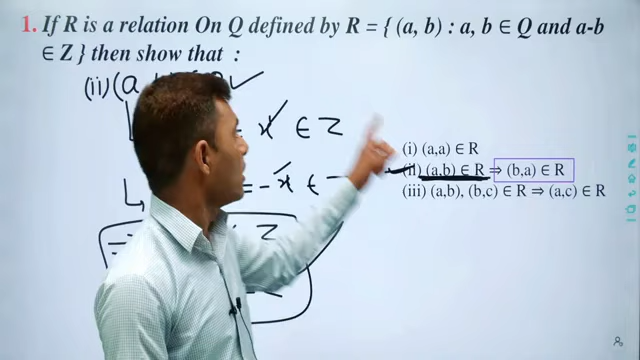 1. If R is a relation On Q defined by R = { (a, b) : a, b ∈ Q and a-b
∈ Z } then show that :
(ii) (a
x ∈ Z
= -x ∈
Z
(i) (a,a) ∈ R
(ii) (a,b) ∈ R ⇒ (b,a) ∈ R
(iii) (a,b), (b,c) ∈ R ⇒ (a,c) ∈ R